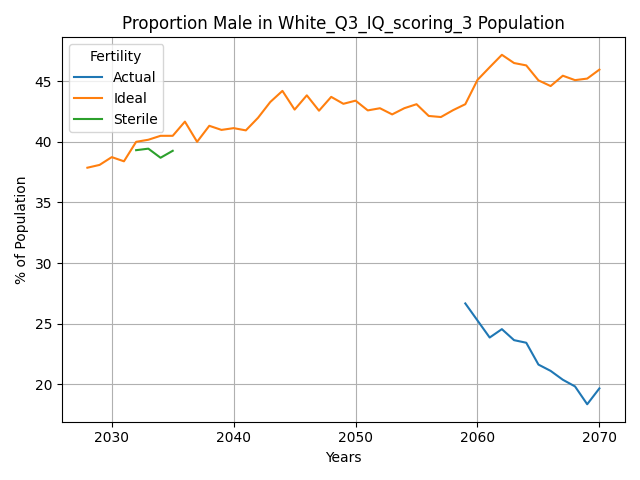 Proportion Male in White_Q3_IQ_scoring_3 Population
Fertility
Actual
Ideal
Sterile
% of Population
45
40
35
30
25
20
2030
2040
2050
2060
2070
Years